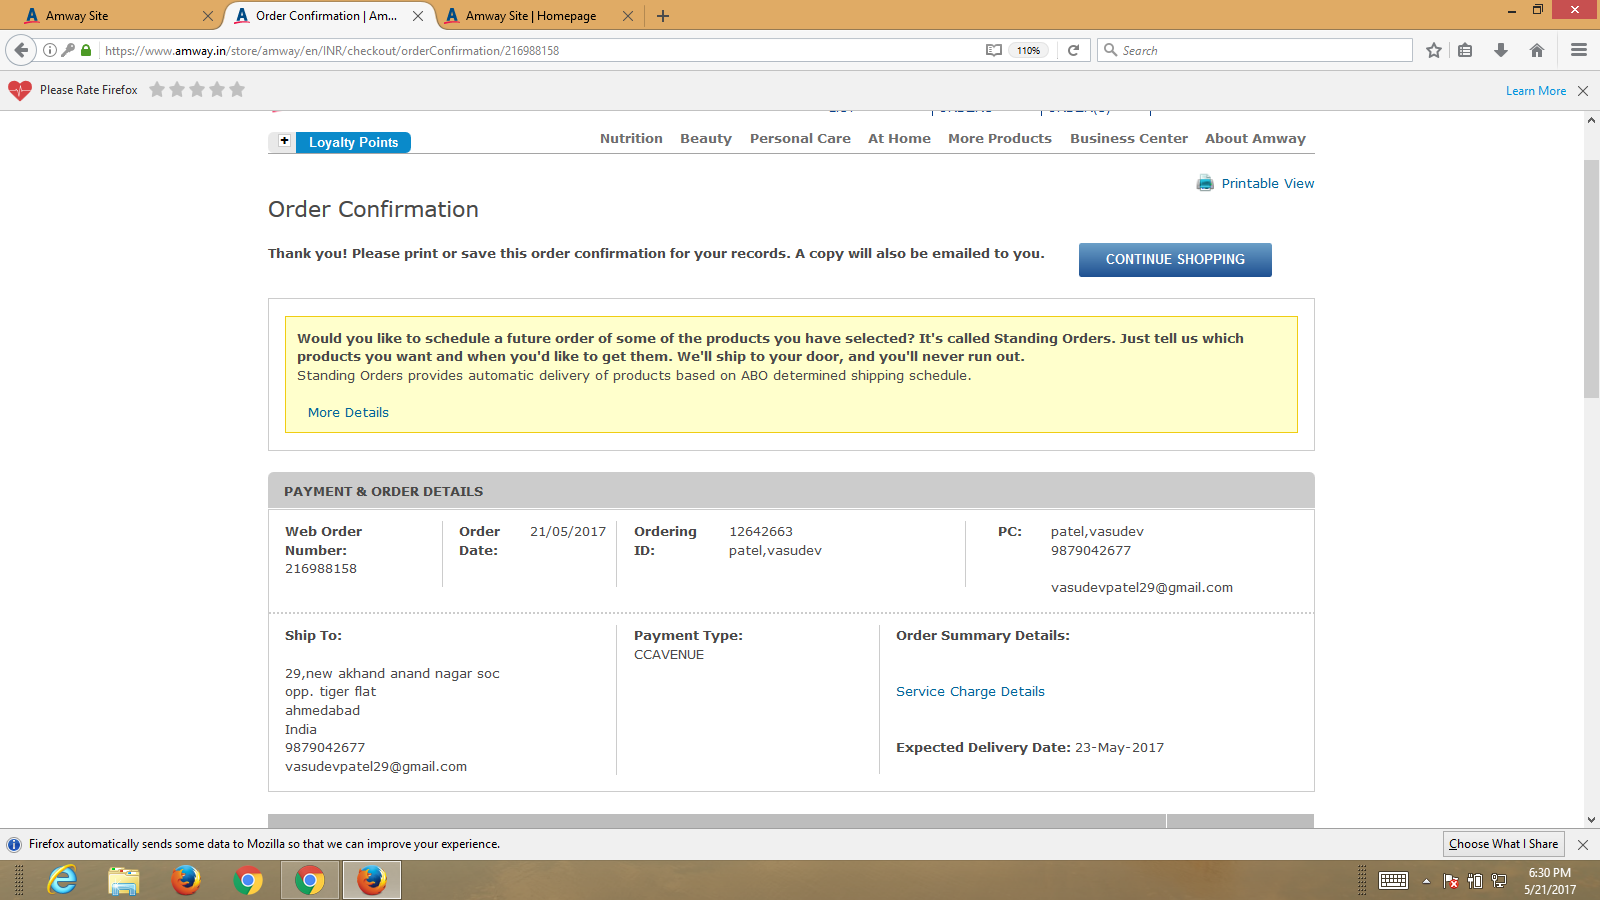 Amway Site
Order Confirmation | Am...
Amway Site | Homepage
https://www.amway.in/store/amway/en/INR/checkout/orderConfirmation/216988158
110%
Search
Please Rate Firefox
Learn More
Loyalty Points
Nutrition Beauty Personal Care At Home More Products Business Center About Amway
Printable View
Order Confirmation
Thank you! Please print or save this order confirmation for your records. A copy will also be emailed to you.
CONTINUE SHOPPING
Would you like to schedule a future order of some of the products you have selected? It's called Standing Orders. Just tell us which
products you want and when you'd like to get them. We'll ship to your door, and you'll never run out.
Standing Orders provides automatic delivery of products based on ABO determined shipping schedule.
More Details
PAYMENT & ORDER DETAILS
Web Order
Number:
216988158
Order
Date:
21/05/2017
Ordering
ID:
12642663
patel,vasudev
PC:
patel,vasudev
9879042677
vasudevpatel29@gmail.com
Ship To:
29,new akhand anand nagar soc
opp. tiger flat
ahmedabad
India
9879042677
vasudevpatel29@gmail.com
Payment Type:
CCAVENUE
Order Summary Details:
Service Charge Details
Expected Delivery Date: 23-May-2017
Firefox automatically sends some data to Mozilla so that we can improve your experience.
Choose What I Share
6:30 PM
5/21/2017